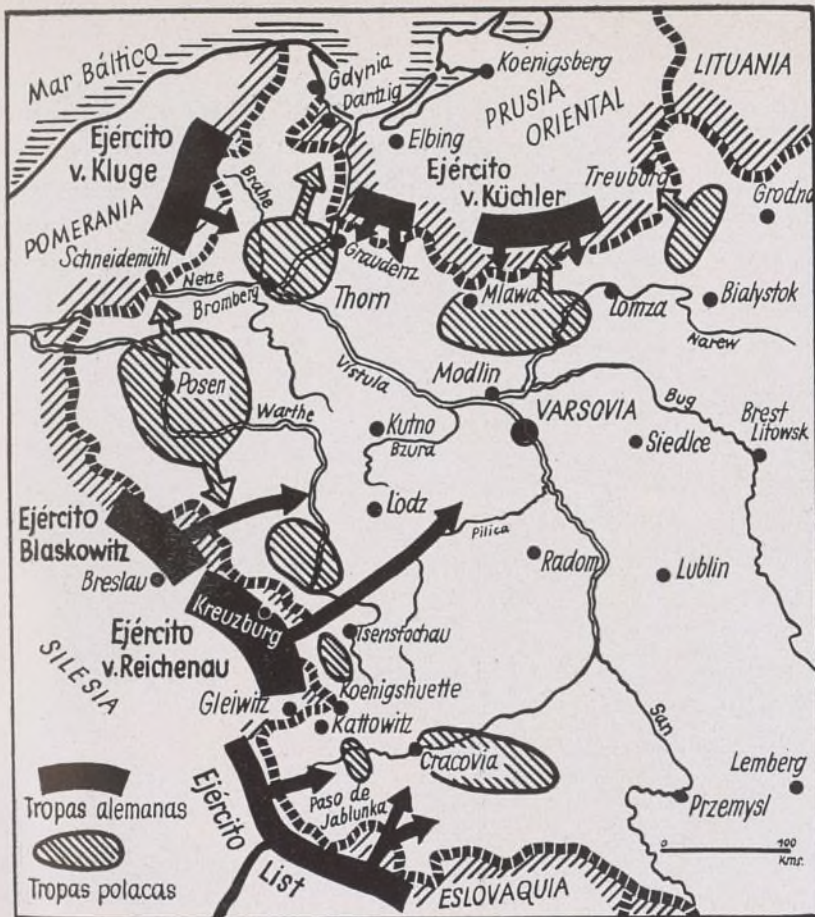 Mar Báltico
Gdynia
Dantzig
Koenigsberg
LITUANIA
PRUSIA
ORIENTAL
Elbing
Ejército
v. Kluge
Ejército
v. Küchler
Treuborg
Grodno
Brahe
POMERANIA
Schneidemühl
Graudenz
Netze
Bromberg
Thorn
Mlawa
Lomza
Bialystok
Narew
Vistula
Modlin
Posen
Warthe
Kutno
Bzura
VARSOVIA
Bug
Siedlce
Brest
Litowsk
Lodz
Pilica
Ejército
Blaskowitz
Breslau
Radom
Lublin
Kreuzburg
Ejército
v. Reichenau
Tsenstochau
SILESIA
Gleiwitz
Koenigshuette
Kattowitz
Cracovia
San
Lemberg
Przemysl
Paso de
Jablunka
Ejército
List
ESLOVAQUIA
Tropas alemanas
Tropas polacas
0 100
Kms.